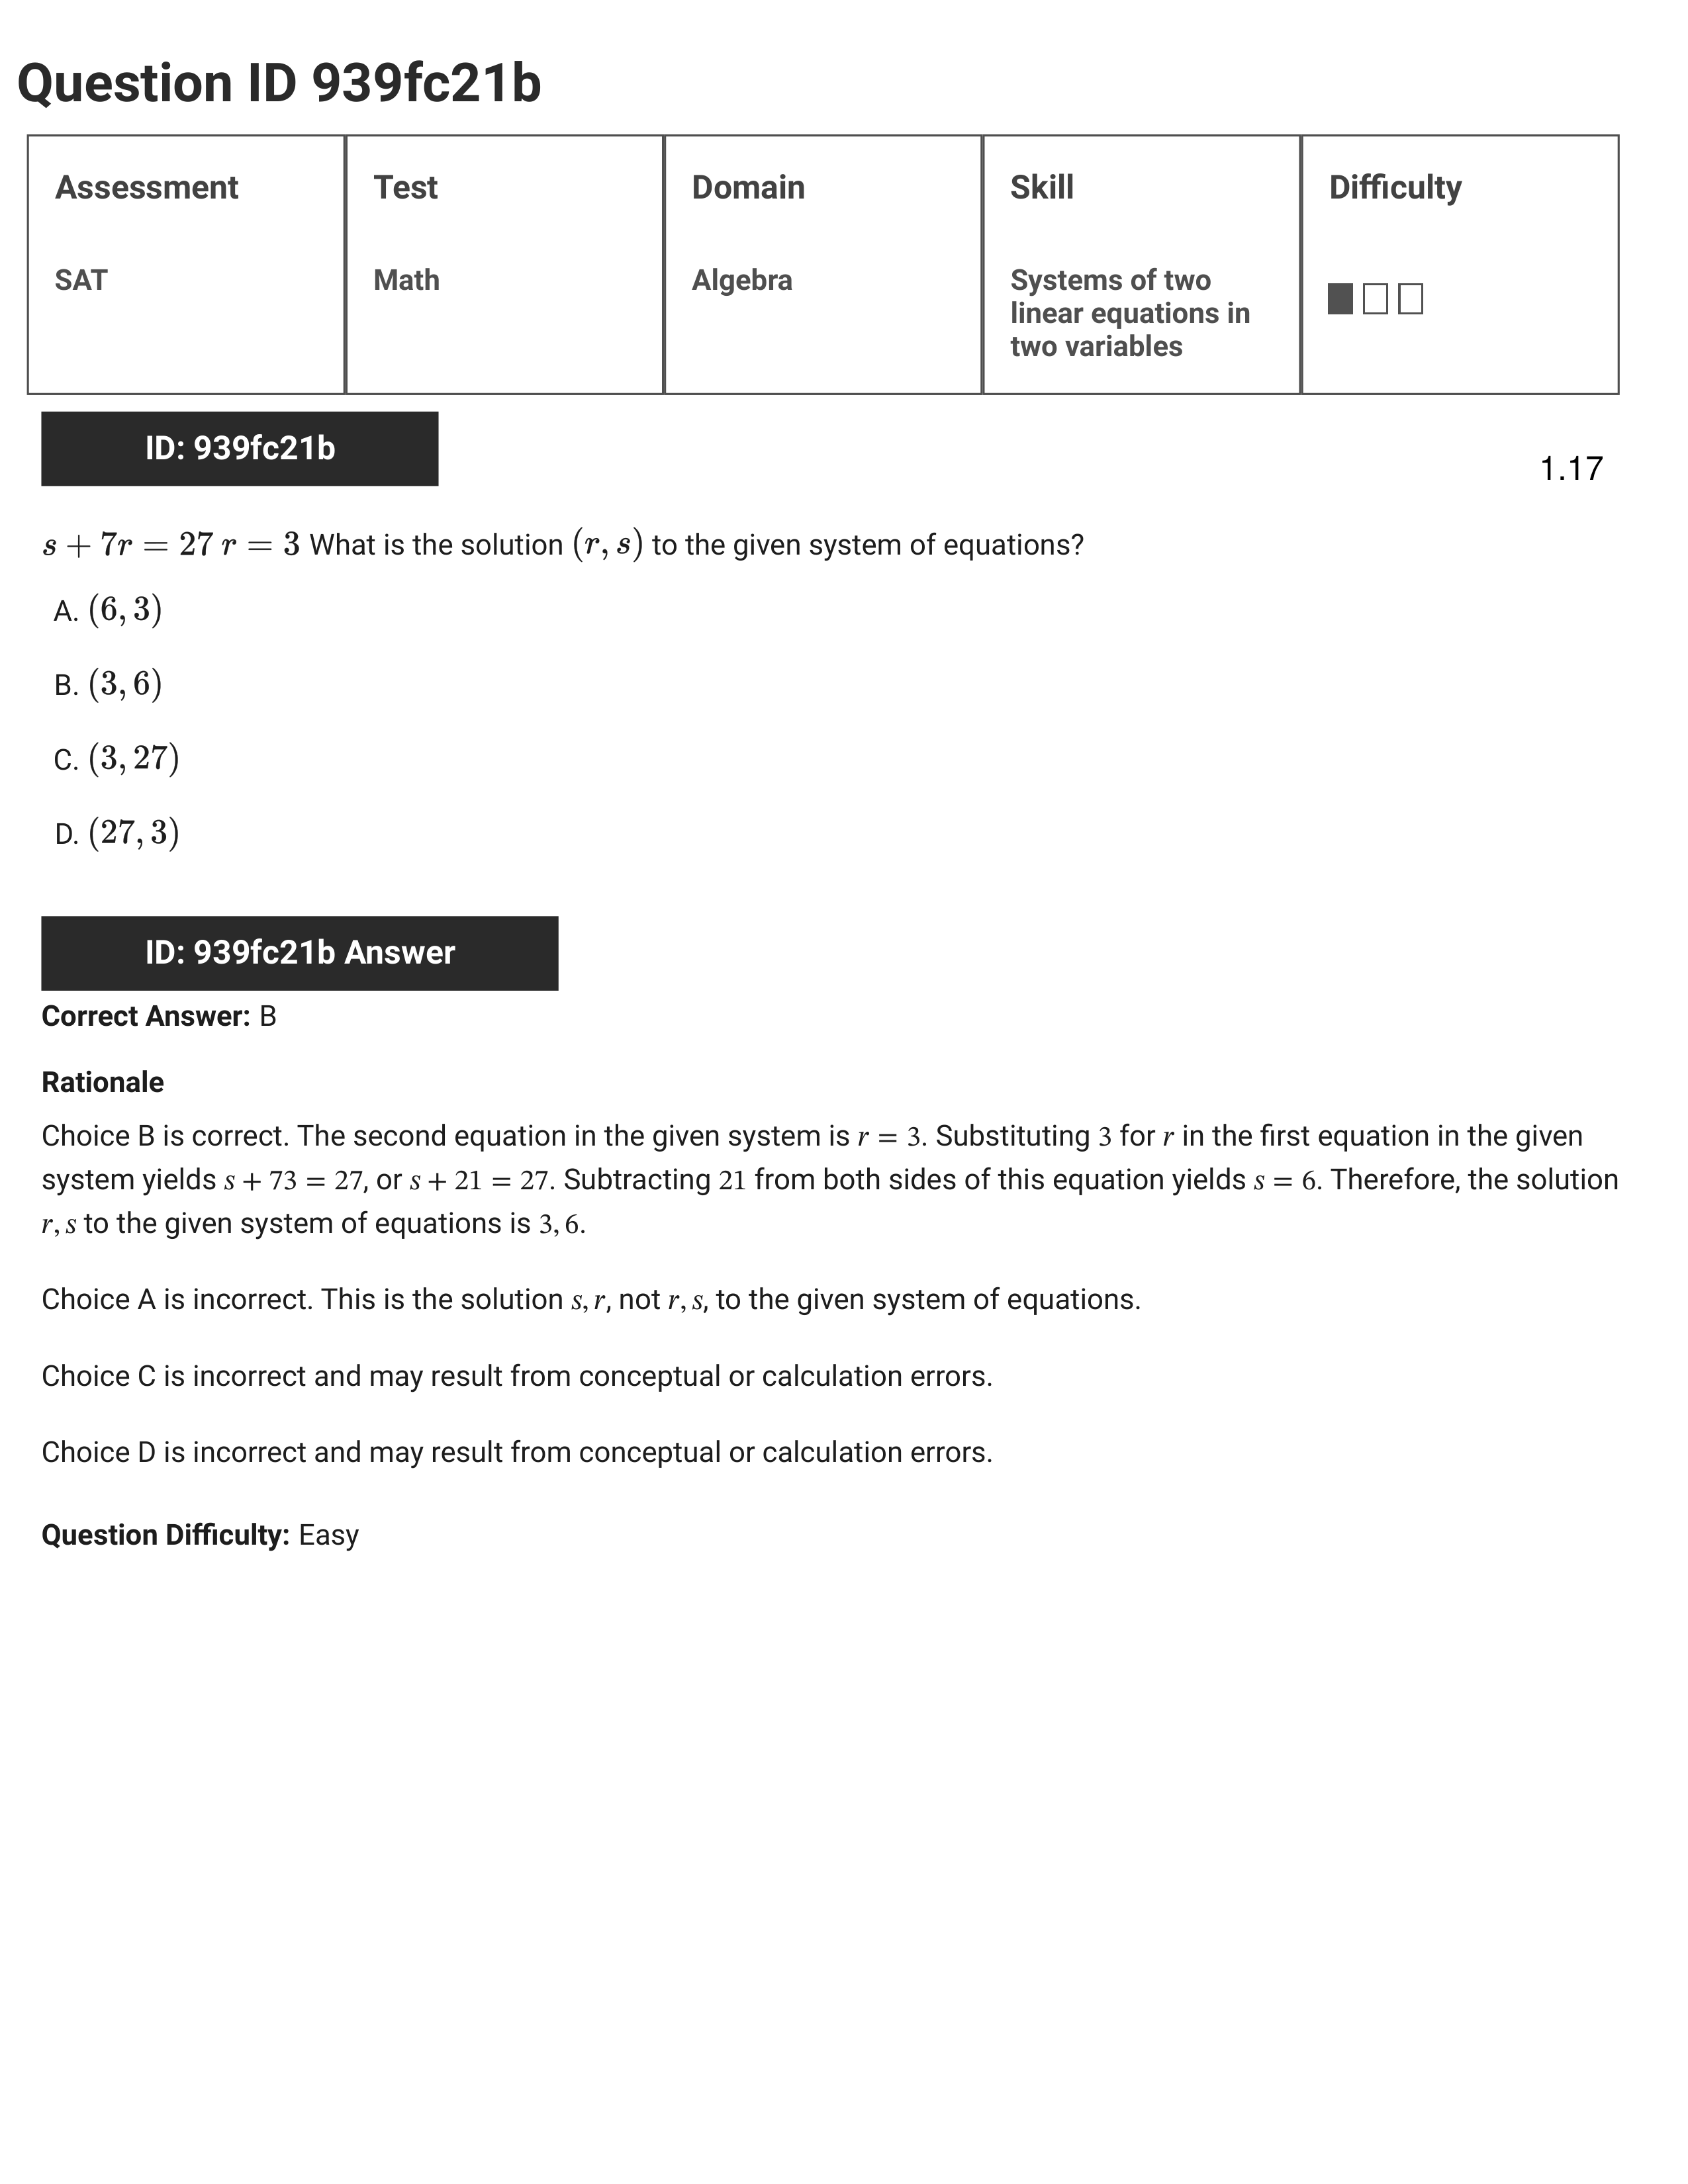 Question ID 939fc21b
Assessment Test Domain Skill Difficulty
SAT Math Algebra Systems of two
linear equations in
two variables
ID: 939fc21b
1.17
s + 7r = 27 r = 3 What is the solution (r, s) to the given system of equations?
A. (6, 3)
B. (3, 6)
C. (3, 27)
D. (27, 3)
ID: 939fc21b Answer
Correct Answer: B
Rationale
Choice B is correct. The second equation in the given system is r = 3. Substituting 3 for r in the first equation in the given
system yields s + 73 = 27, or s + 21 = 27. Subtracting 21 from both sides of this equation yields s = 6. Therefore, the solution
r, s to the given system of equations is 3, 6.
Choice A is incorrect. This is the solution s, r, not r, s, to the given system of equations.
Choice C is incorrect and may result from conceptual or calculation errors.
Choice D is incorrect and may result from conceptual or calculation errors.
Question Difficulty: Easy